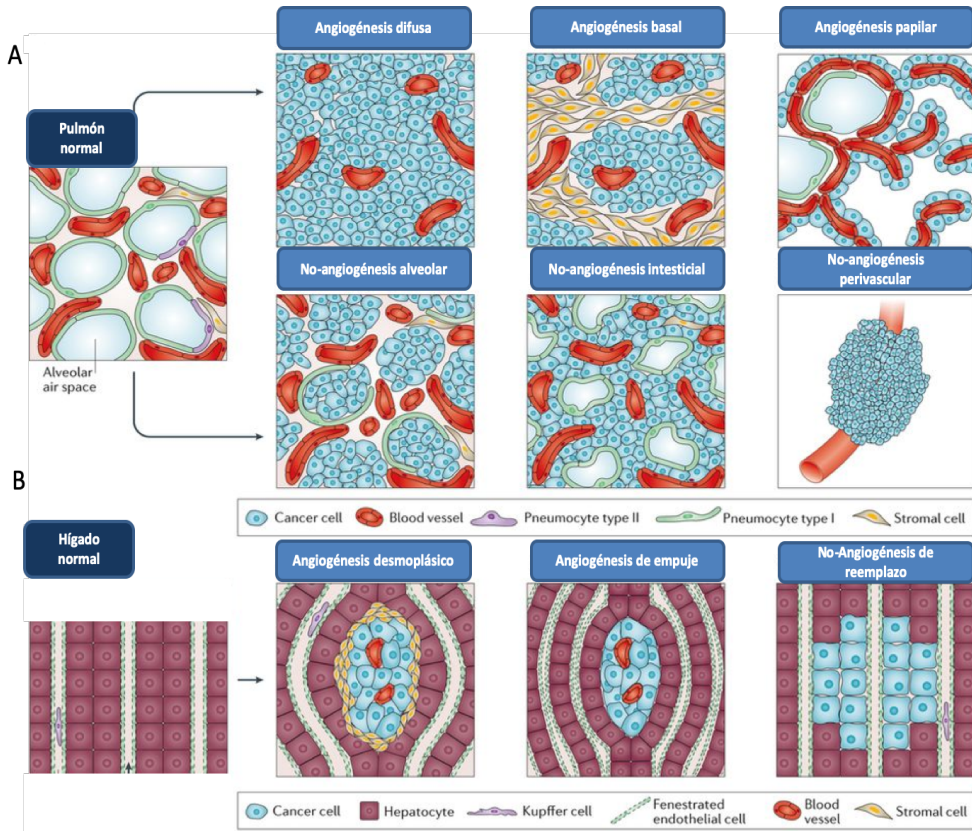 A
Angiogénesis difusa
Angiogénesis basal
Angiogénesis papilar
Pulmón
normal
Alveolar
air space
No-angiogénesis alveolar
No-angiogénesis intesticial
No-angiogénesis
perivascular
B
Cancer cell
Blood vessel
Pneumocyte type II
Pneumocyte type I
Stromal cell
Hígado
normal
Angiogénesis desmoplásico
Angiogénesis de empuje
No-Angiogénesis de
reemplazo
Cancer cell
Hepatocyte
Kupffer cell
Fenestrated
endothelial cell
Blood
vessel
Stromal cell